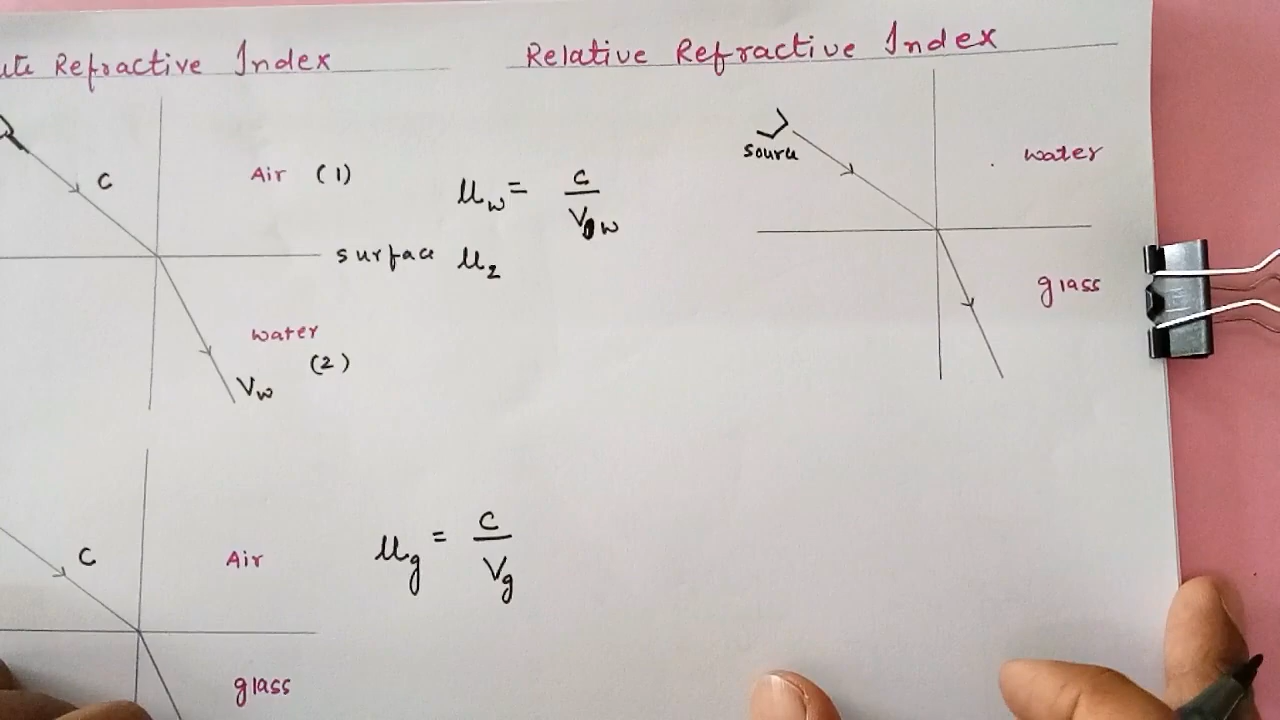 Refractive Index
C
Air (1)
μw = c / Vw
surface μ2
water
(2)
Vw
C
Air
μg = c / Vg
glass
Relative Refractive Index
water
glass